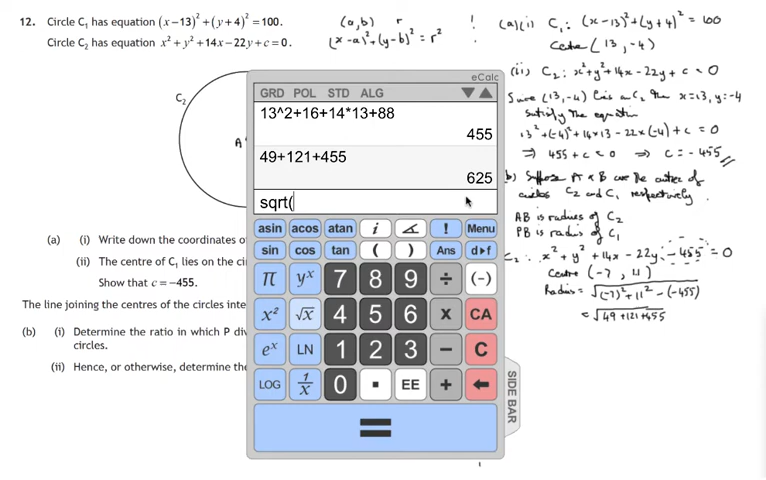 12. Circle C₁ has equation (x−13)² + (y+4)² = 100.
Circle C₂ has equation x² + y² + 14x − 22y + c = 0.
C₂
A
(a) (i) Write down the coordinates o
(ii) The centre of C₁ lies on the ci
Show that c = −455.
The line joining the centres of the circles inte
(b) (i) Determine the ratio in which P div
circles.
(ii) Hence, or otherwise, determine the
(a,b) r
(x−a)²+(y−b)² = r²
!
:
eCalc
GRD POL STD ALG
13^2+16+14*13+88
455
49+121+455
625
sqrt(
asin acos atan i ∡ ! Menu
sin cos tan ( ) Ans d▸f
π yˣ 7 8 9 ÷ (−)
x² √x 4 5 6 x CA
eˣ LN 1 2 3 − C
LOG 1/x 0 . EE +
=
SIDE BAR
(a)(i) C₁: (x−13)²+(y+4)² = 100
Centre (13, −4)
(ii) C₂: x²+y²+14x−22y+c=0
Since (13,−4) lies on C₂ then x=13, y=−4
satisfy the equation
13²+(−4)²+14×13−22×(−4)+c=0
⇒ 455+c=0 ⇒ c=−455
b) Suppose A & B are the centres of
circles C₂ and C₁ respectively.
AB is radius of C₂
PB is radius of C₁
C₂: x²+y²+14x−22y−455=0
Centre (−7, 11)
Radius = √(−7)²+11²−(−455)
= √49+121+455